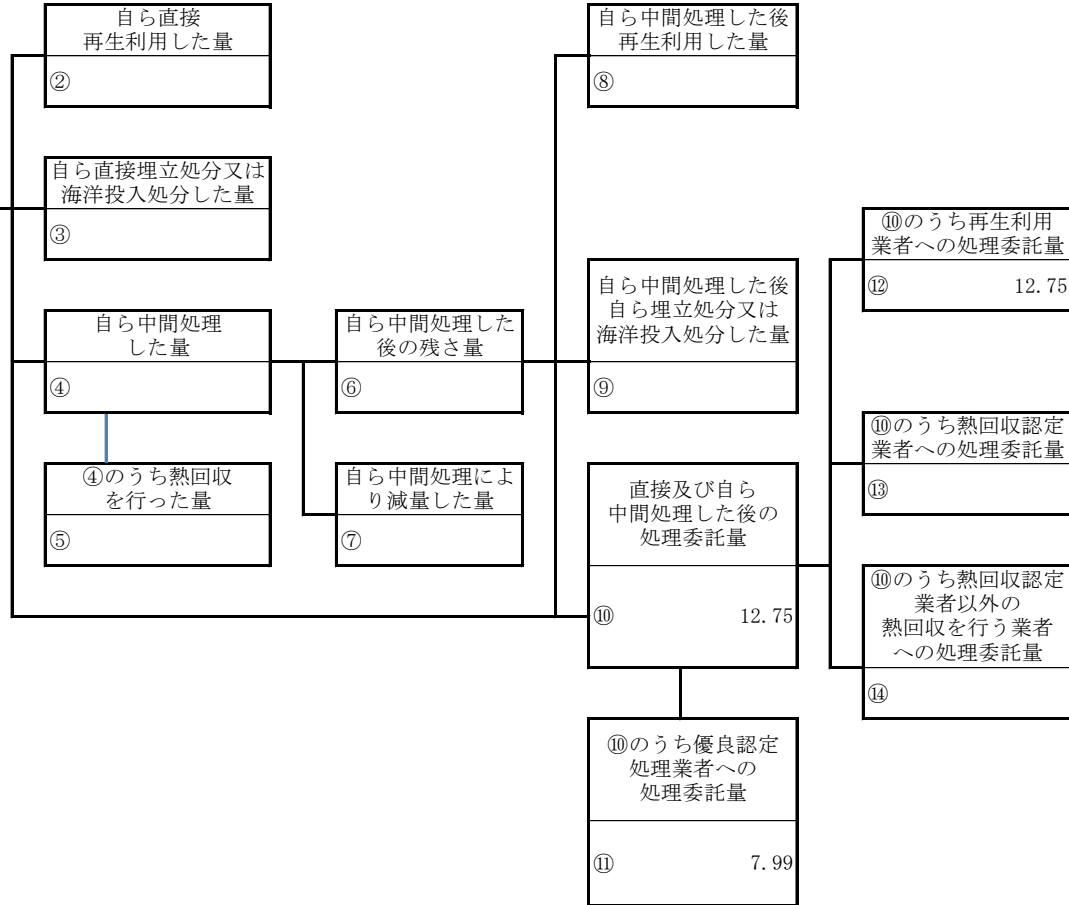 自ら直接
再生利用した量
②
自ら直接埋立処分又は
海洋投入処分した量
③
自ら中間処理
した量
④
④のうち熱回収
を行った量
⑤
自ら中間処理した
後の残さ量
⑥
自ら中間処理によ
り減量した量
⑦
自ら中間処理した後
再生利用した量
⑧
自ら中間処理した後
自ら埋立処分又は
海洋投入処分した量
⑨
直接及び自ら
中間処理した後の
処理委託量
⑩ 12.75
⑩のうち優良認定
処理業者への
処理委託量
⑪ 7.99
⑩のうち再生利用
業者への処理委託量
⑫ 12.75
⑩のうち熱回収認定
業者への処理委託量
⑬
⑩のうち熱回収認定
業者以外の
熱回収を行う業者
への処理委託量
⑭